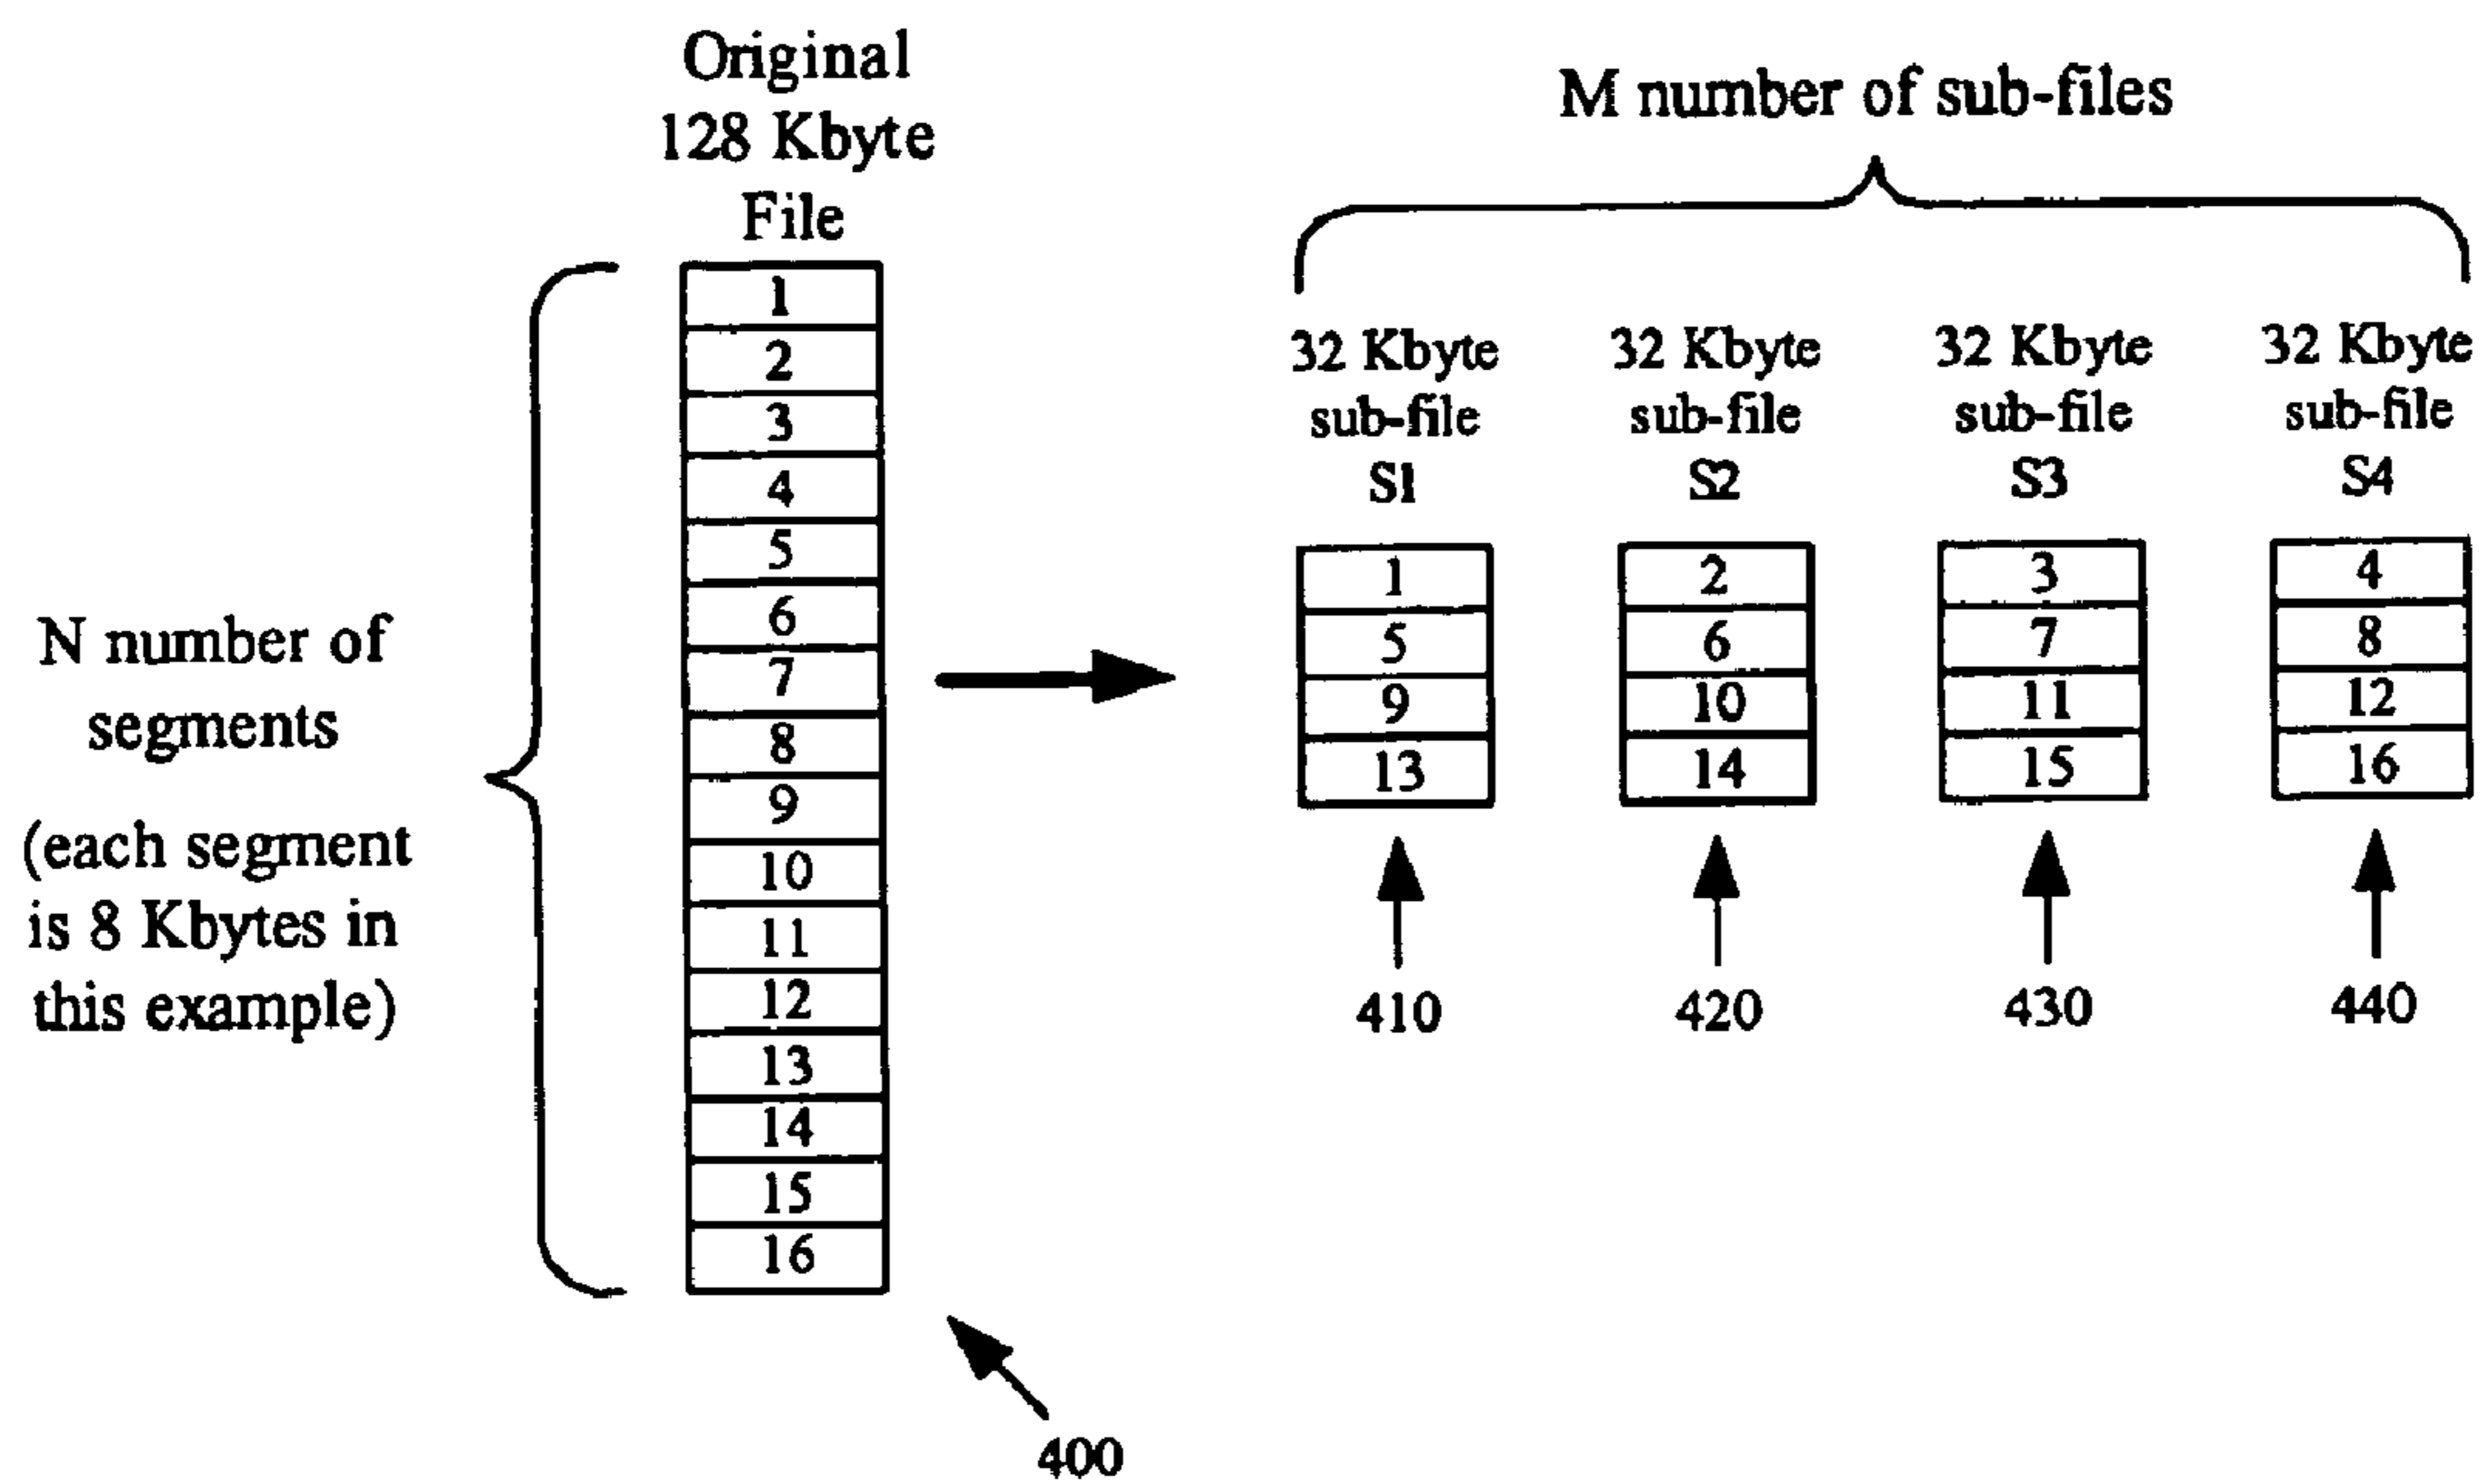 Original
128 Kbyte
File
1
2
3
4
5
6
7
8
9
10
11
12
13
14
15
16
400
N number of
segments
(each segment
is 8 Kbytes in
this example)
M number of sub-files
32 Kbyte
sub-file
S1
1
5
9
13
410
32 Kbyte
sub-file
S2
2
6
10
14
420
32 Kbyte
sub-file
S3
3
7
11
15
430
32 Kbyte
sub-file
S4
4
8
12
16
440